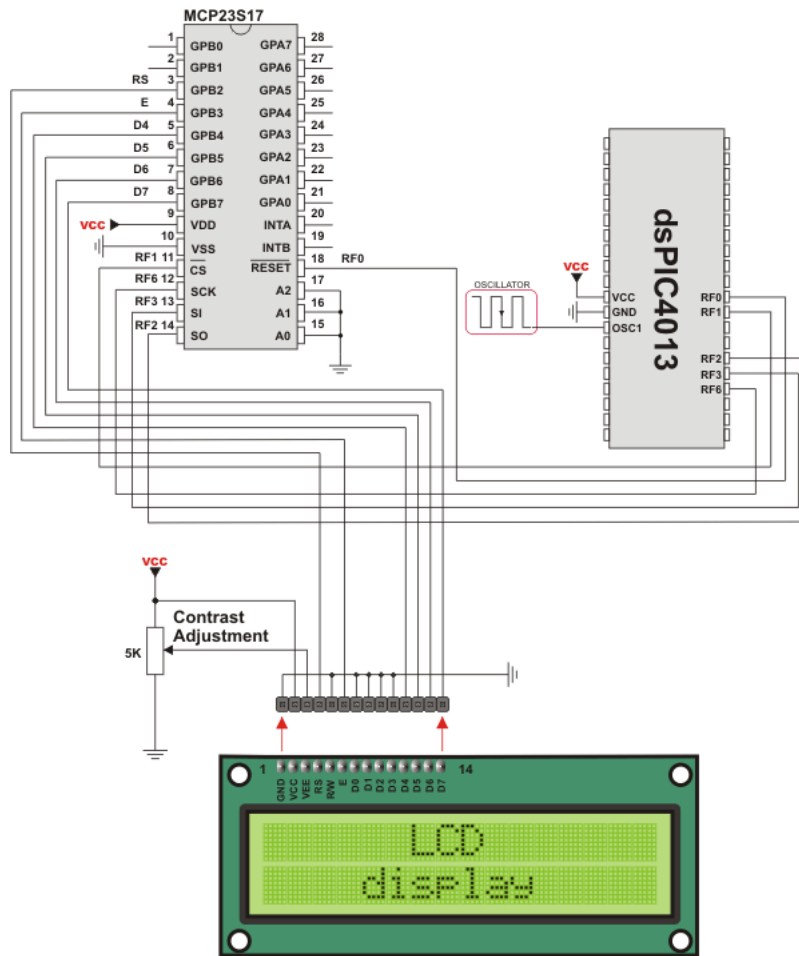 MCP23S17
1 GPB0 GPA7 28
2 GPB1 GPA6 27
RS 3 GPB2 GPA5 26
E 4 GPB3 GPA4 25
D4 5 GPB4 GPA3 24
D5 6 GPB5 GPA2 23
D6 7 GPB6 GPA1 22
D7 8 GPB7 GPA0 21
vcc 9 VDD INTA 20
10 VSS INTB 19
RF1 11 CS RESET 18 RF0
RF6 12 SCK A2 17
RF3 13 SI A1 16
RF2 14 SO A0 15
dsPIC4013
vcc
OSCILLATOR
VCC RF0
GND RF1
OSC1
RF2
RF3
RF6
vcc
Contrast
Adjustment
5K
1 14
GND VCC VEE RS R/W E D0 D1 D2 D3 D4 D5 D6 D7
LCD
display